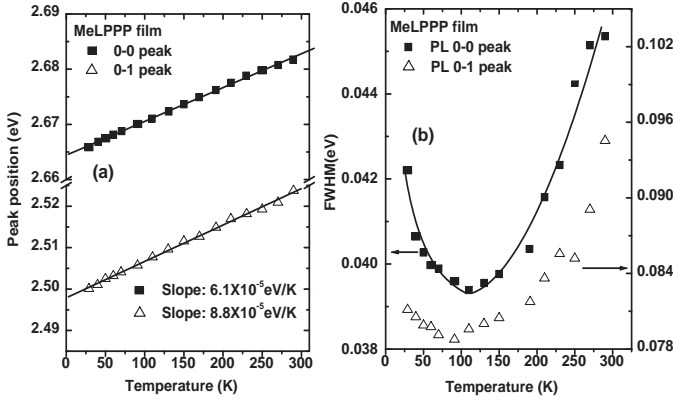 MeLPPP film
0-0 peak
0-1 peak
2.69
2.68
2.67
2.66
2.52
2.51
2.50
2.49
Peak position (eV)
(a)
Slope: 6.1X10⁻⁵eV/K
Slope: 8.8X10⁻⁵eV/K
0 50 100 150 200 250 300
Temperature (K)
MeLPPP film
PL 0-0 peak
PL 0-1 peak
(b)
0.046
0.044
0.042
0.040
0.038
FWHM(eV)
0.102
0.096
0.090
0.084
0.078
0 50 100 150 200 250 300
Temperature (K)